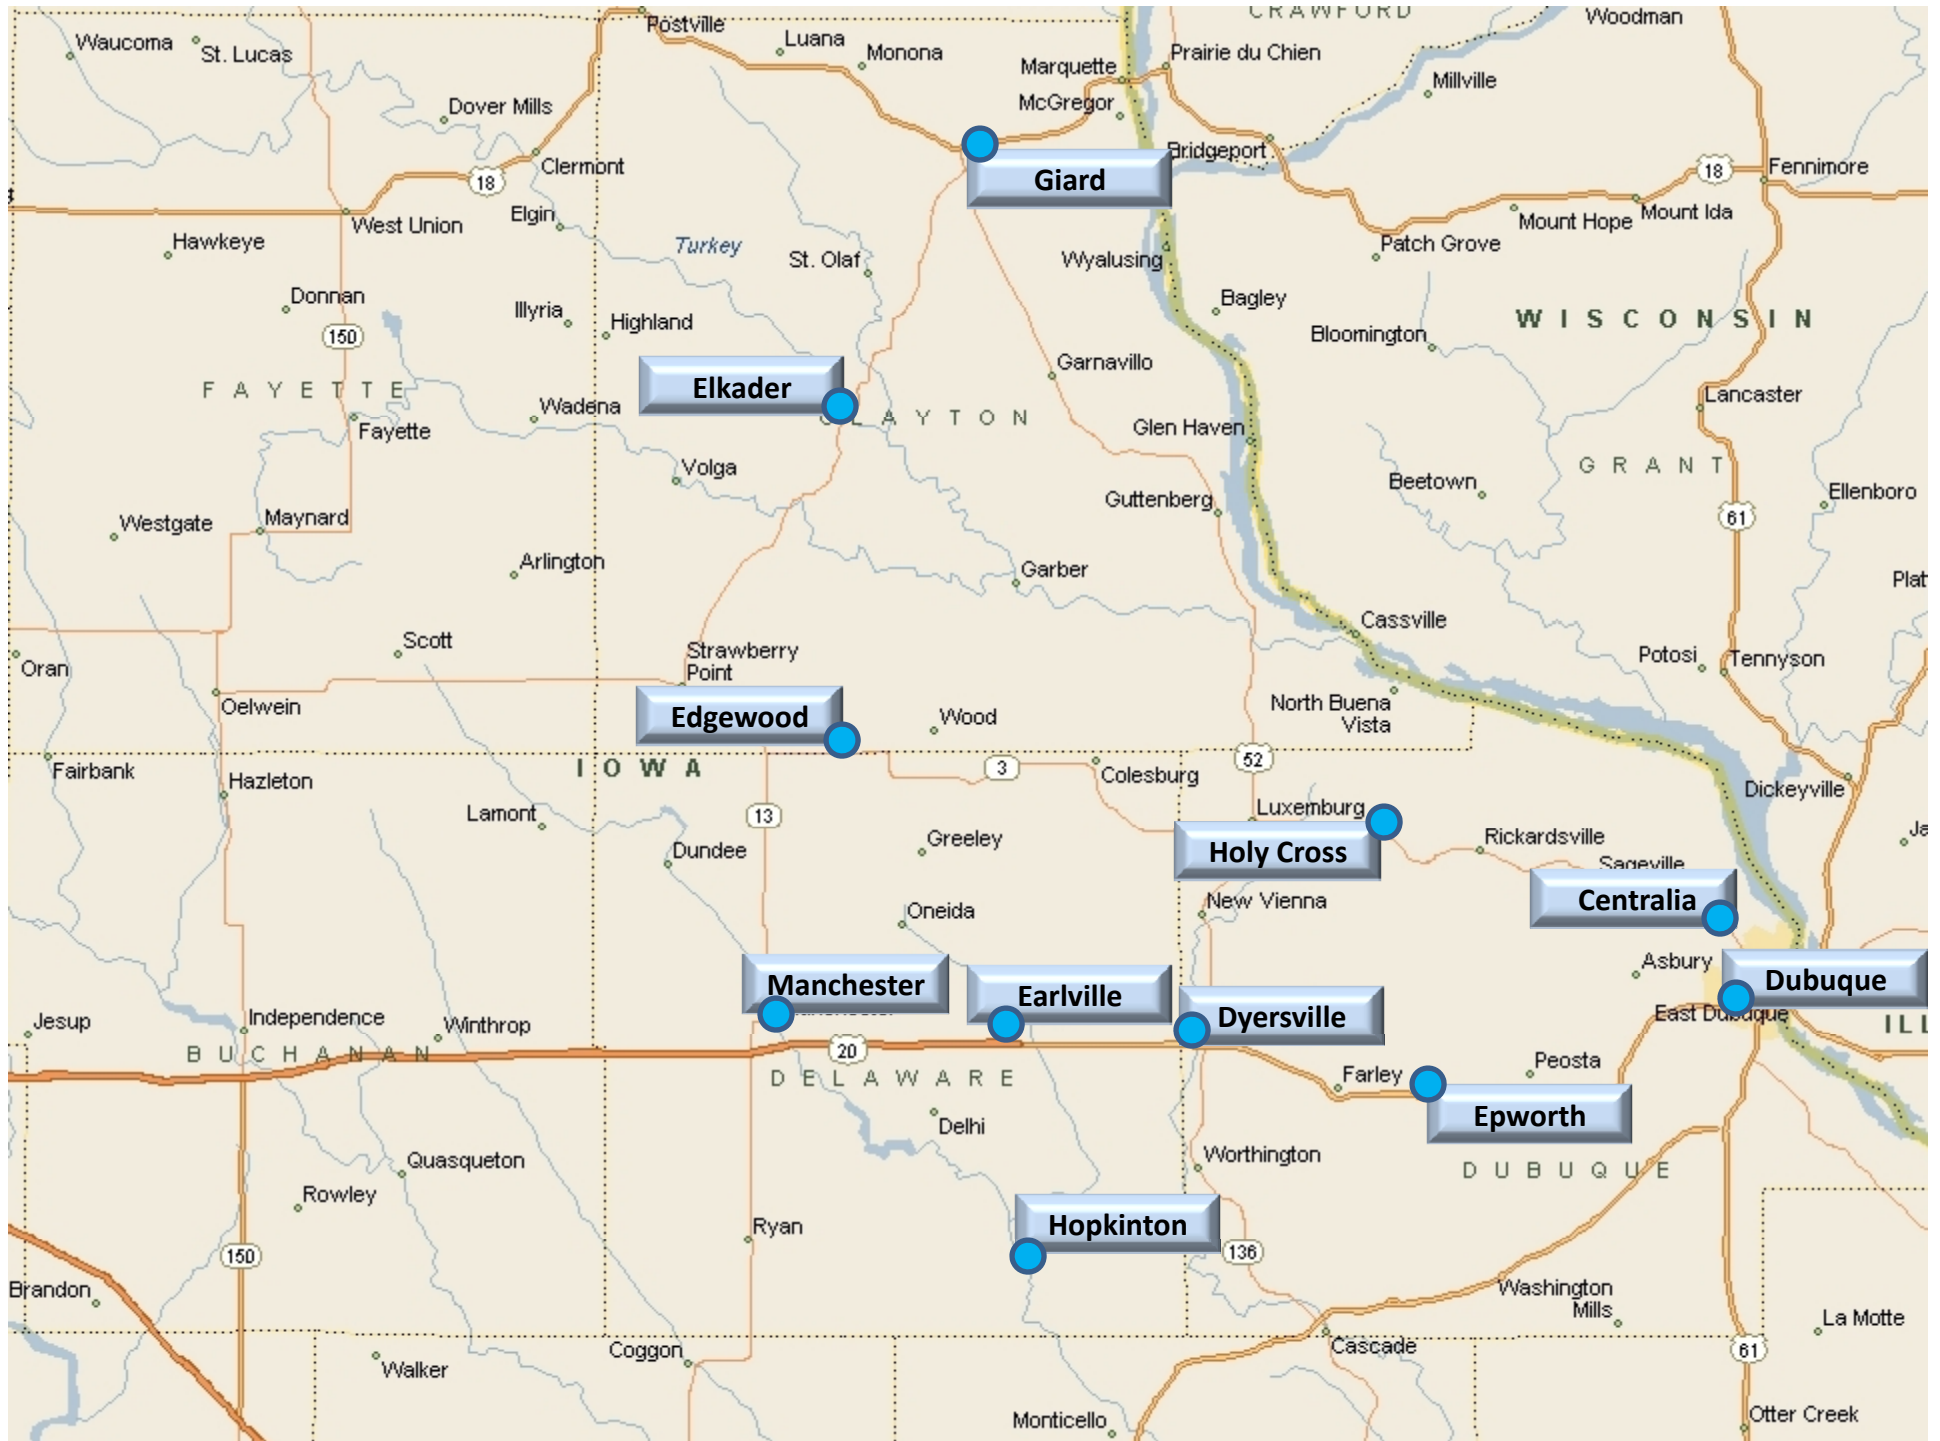 CRAWFORD
Woodman
Postville
Waucoma
St. Lucas
Luana
Monona
Marquette
Prairie du Chien
Millville
McGregor
Dover Mills
Clermont
18
Bridgeport
Giard
18
Fennimore
Elgin
West Union
Hawkeye
Turkey
St. Olaf
Wyalusing
Mount Hope
Mount Ida
Patch Grove
Donnan
Illyria
Highland
Bagley
Bloomington
WISCONSIN
150
Garnavillo
FAYETTE
Elkader
Wadena
CLAYTON
Lancaster
Fayette
Glen Haven
Volga
GRANT
Beetown
Ellenboro
Guttenberg
Westgate
Maynard
61
Arlington
Garber
Plat
Cassville
Scott
Oran
Strawberry
Point
Potosi
Tennyson
Oelwein
Edgewood
Wood
North Buena
Vista
52
Fairbank
IOWA
3
Colesburg
Hazleton
Dickeyville
Lamont
13
Luxemburg
Greeley
Dundee
Holy Cross
Rickardsville
Ja
Sageville
Centralia
Oneida
New Vienna
Asbury
Manchester
Earlville
Dyersville
Dubuque
East Dubuque
ILL
Jesup
Independence
Winthrop
BUCHANAN
20
DELAWARE
Farley
Peosta
Epworth
Delhi
Quasqueton
Worthington
DUBUQUE
Rowley
Ryan
Hopkinton
150
136
Brandon
Washington
Mills
La Motte
Coggon
Walker
Cascade
61
Monticello
Otter Creek